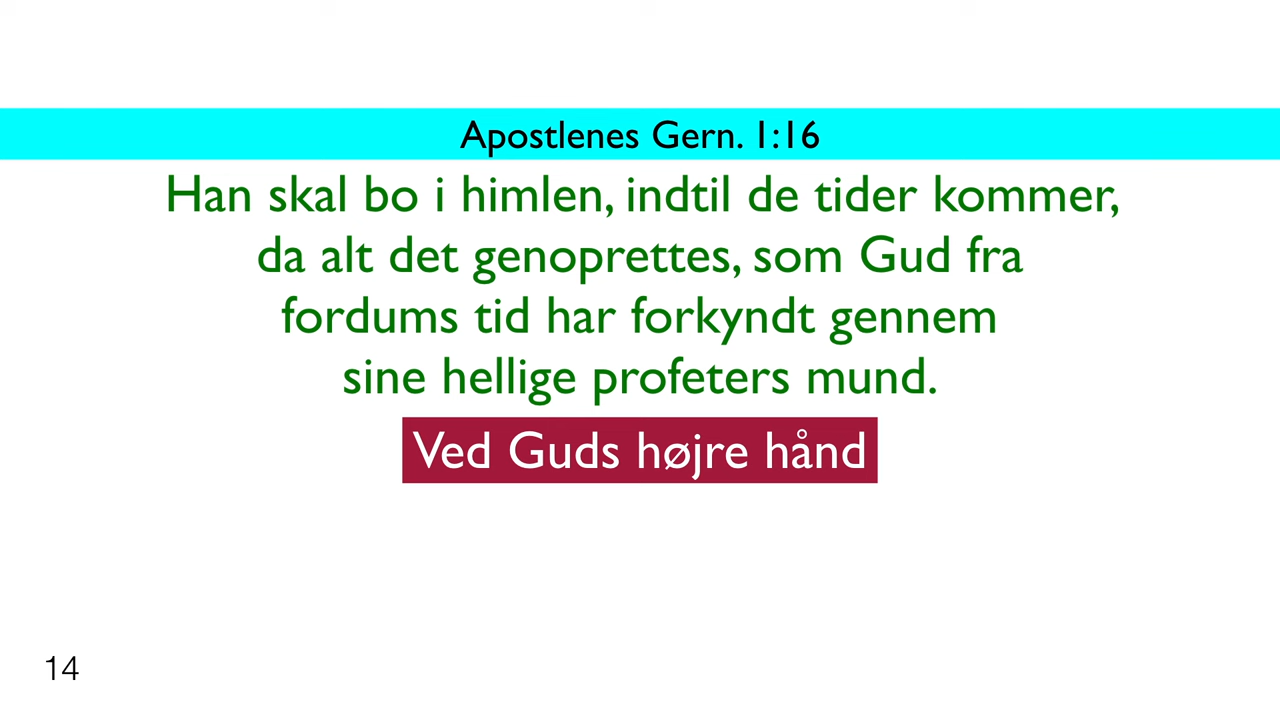 Apostlenes Gern. 1:16
Han skal bo i himlen, indtil de tider kommer,
da alt det genoprettes, som Gud fra
fordums tid har forkyndt gennem
sine hellige profeters mund.
Ved Guds højre hånd
14